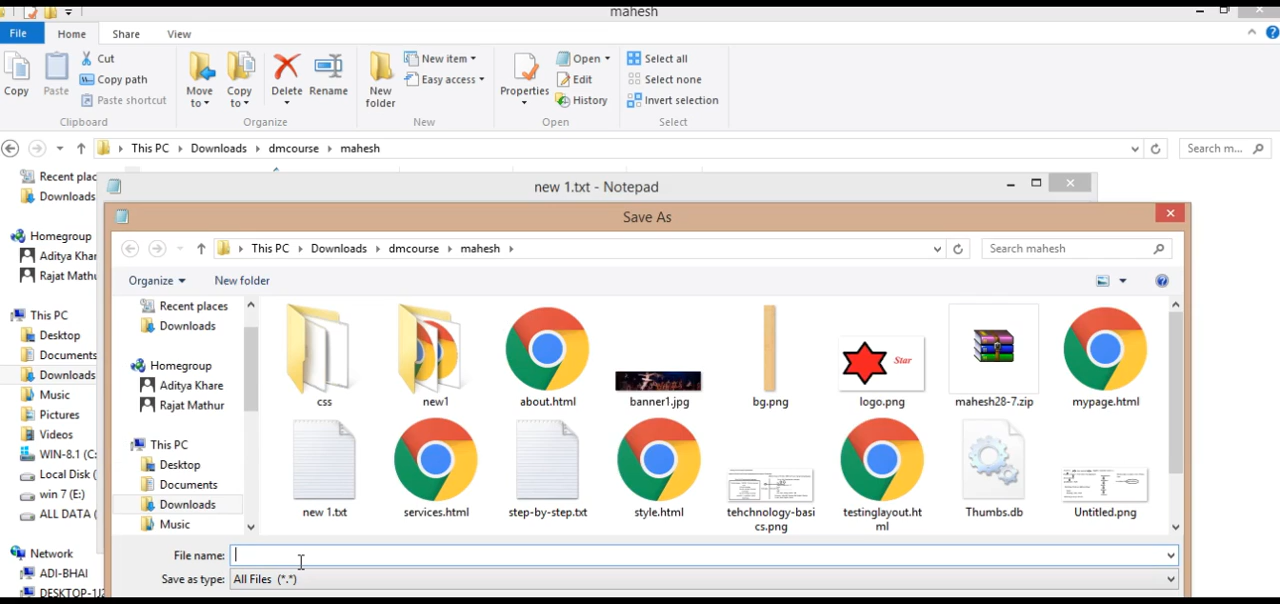 mahesh
File Home Share View
Copy Paste Cut Copy path Paste shortcut
Move to Copy to Delete Rename
New folder New item Easy access
Properties Open Edit History
Select all Select none Invert selection
Clipboard Organize New Open Select
This PC Downloads dmcourse mahesh Search m...
Recent plac
Downloads
Homegroup
Aditya Khar
Rajat Mathu
This PC
Desktop
Documents
Downloads
Music
Pictures
Videos
WIN-8.1 (C:
Local Disk (
win 7 (E:)
ALL DATA (
Network
ADI-BHAI
DESKTOP-1J2
new 1.txt - Notepad
Save As
This PC Downloads dmcourse mahesh Search mahesh
Organize New folder
Recent places
Downloads
Homegroup
Aditya Khare
Rajat Mathur
This PC
Desktop
Documents
Downloads
Music
Star
css new1 about.html banner1.jpg bg.png logo.png mahesh28-7.zip mypage.html
new 1.txt services.html step-by-step.txt style.html tehchnology-basi testinglayout.ht Thumbs.db Untitled.png
cs.png ml
File name:
Save as type: All Files (*.*)